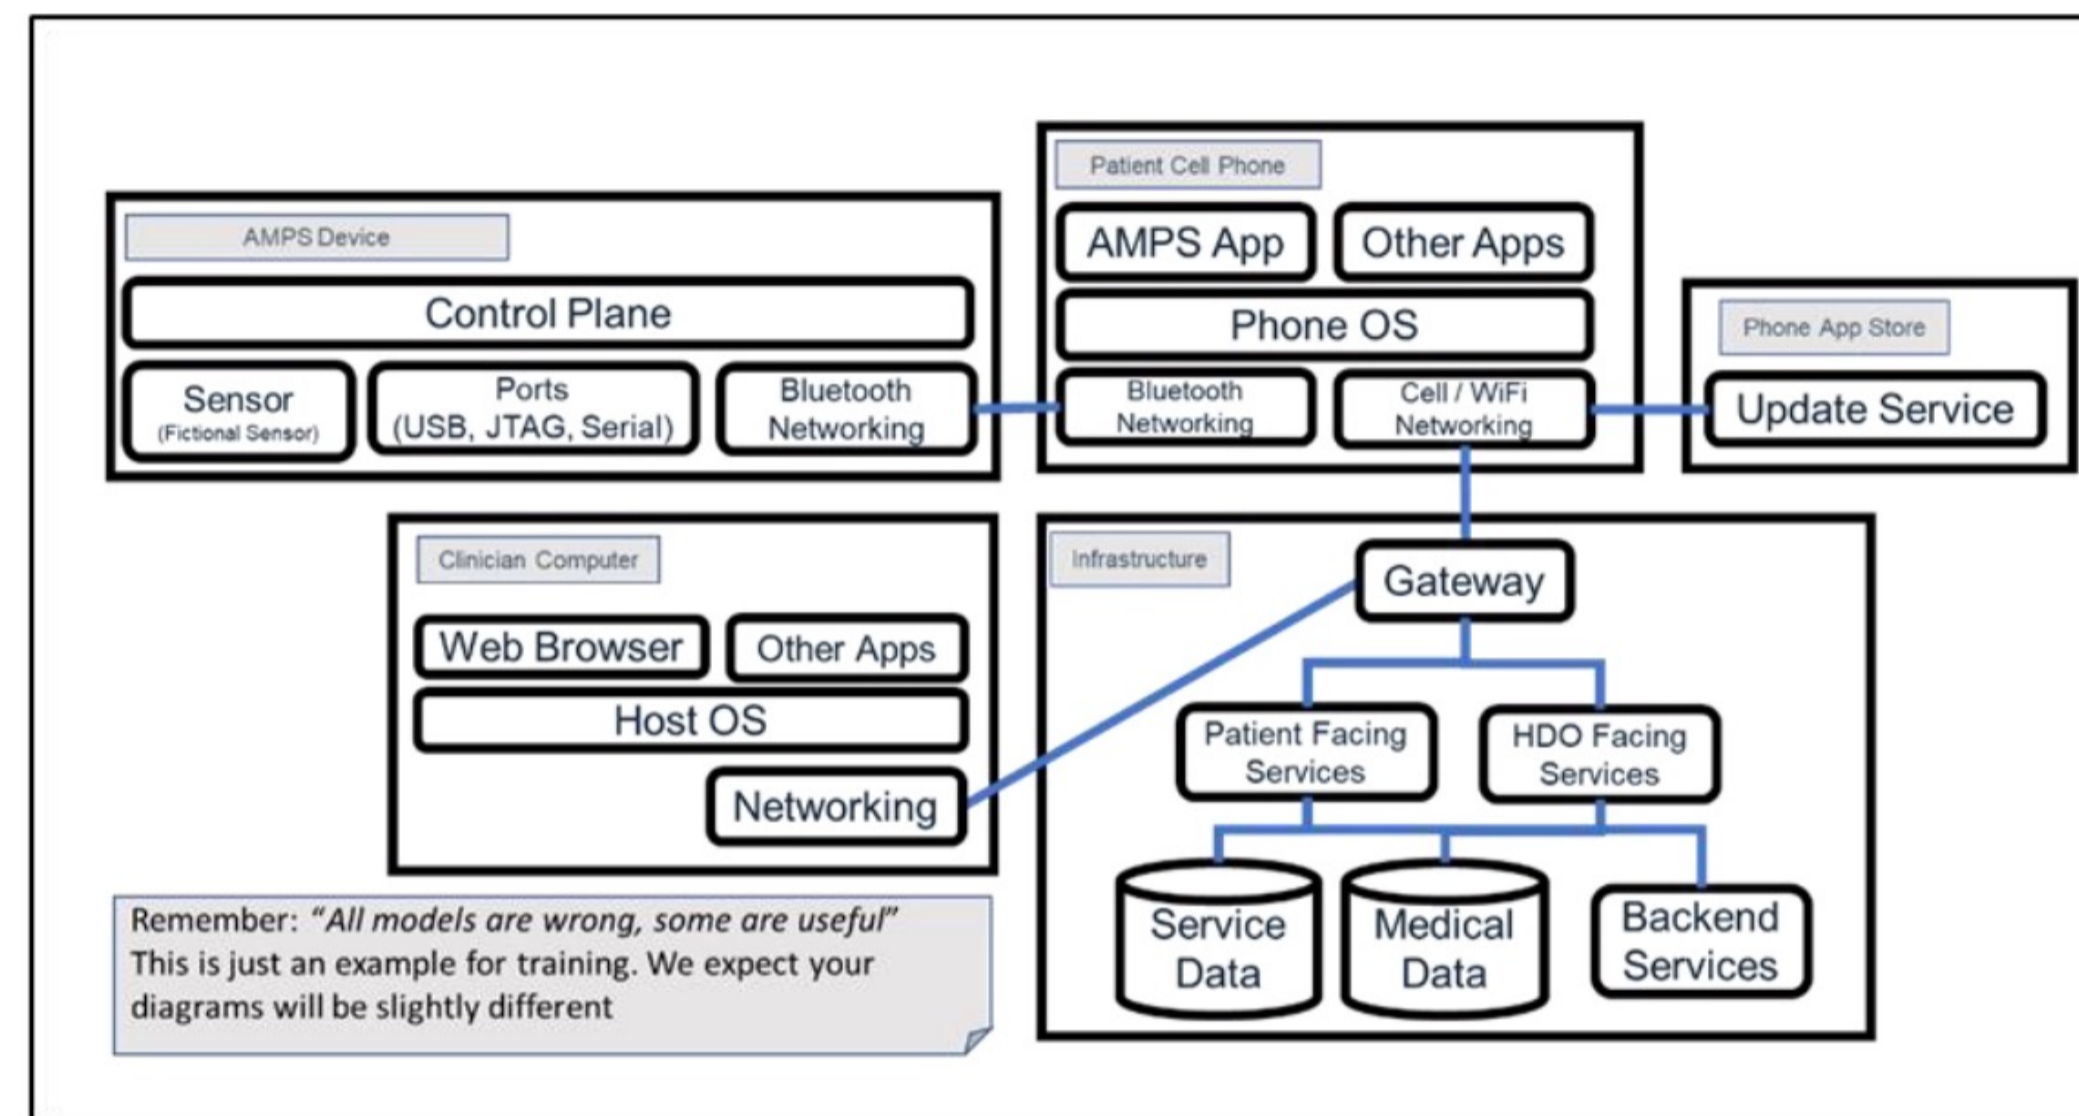 Patient Cell Phone
AMPS App
Other Apps
AMPS Device
Control Plane
Phone OS
Phone App Store
Sensor
(Fictional Sensor)
Ports
(USB, JTAG, Serial)
Bluetooth
Networking
Bluetooth
Networking
Cell / WiFi
Networking
Update Service
Clinician Computer
Web Browser
Other Apps
Host OS
Networking
Infrastructure
Gateway
Patient Facing
Services
HDO Facing
Services
Service
Data
Medical
Data
Backend
Services
Remember: “All models are wrong, some are useful”
This is just an example for training. We expect your
diagrams will be slightly different